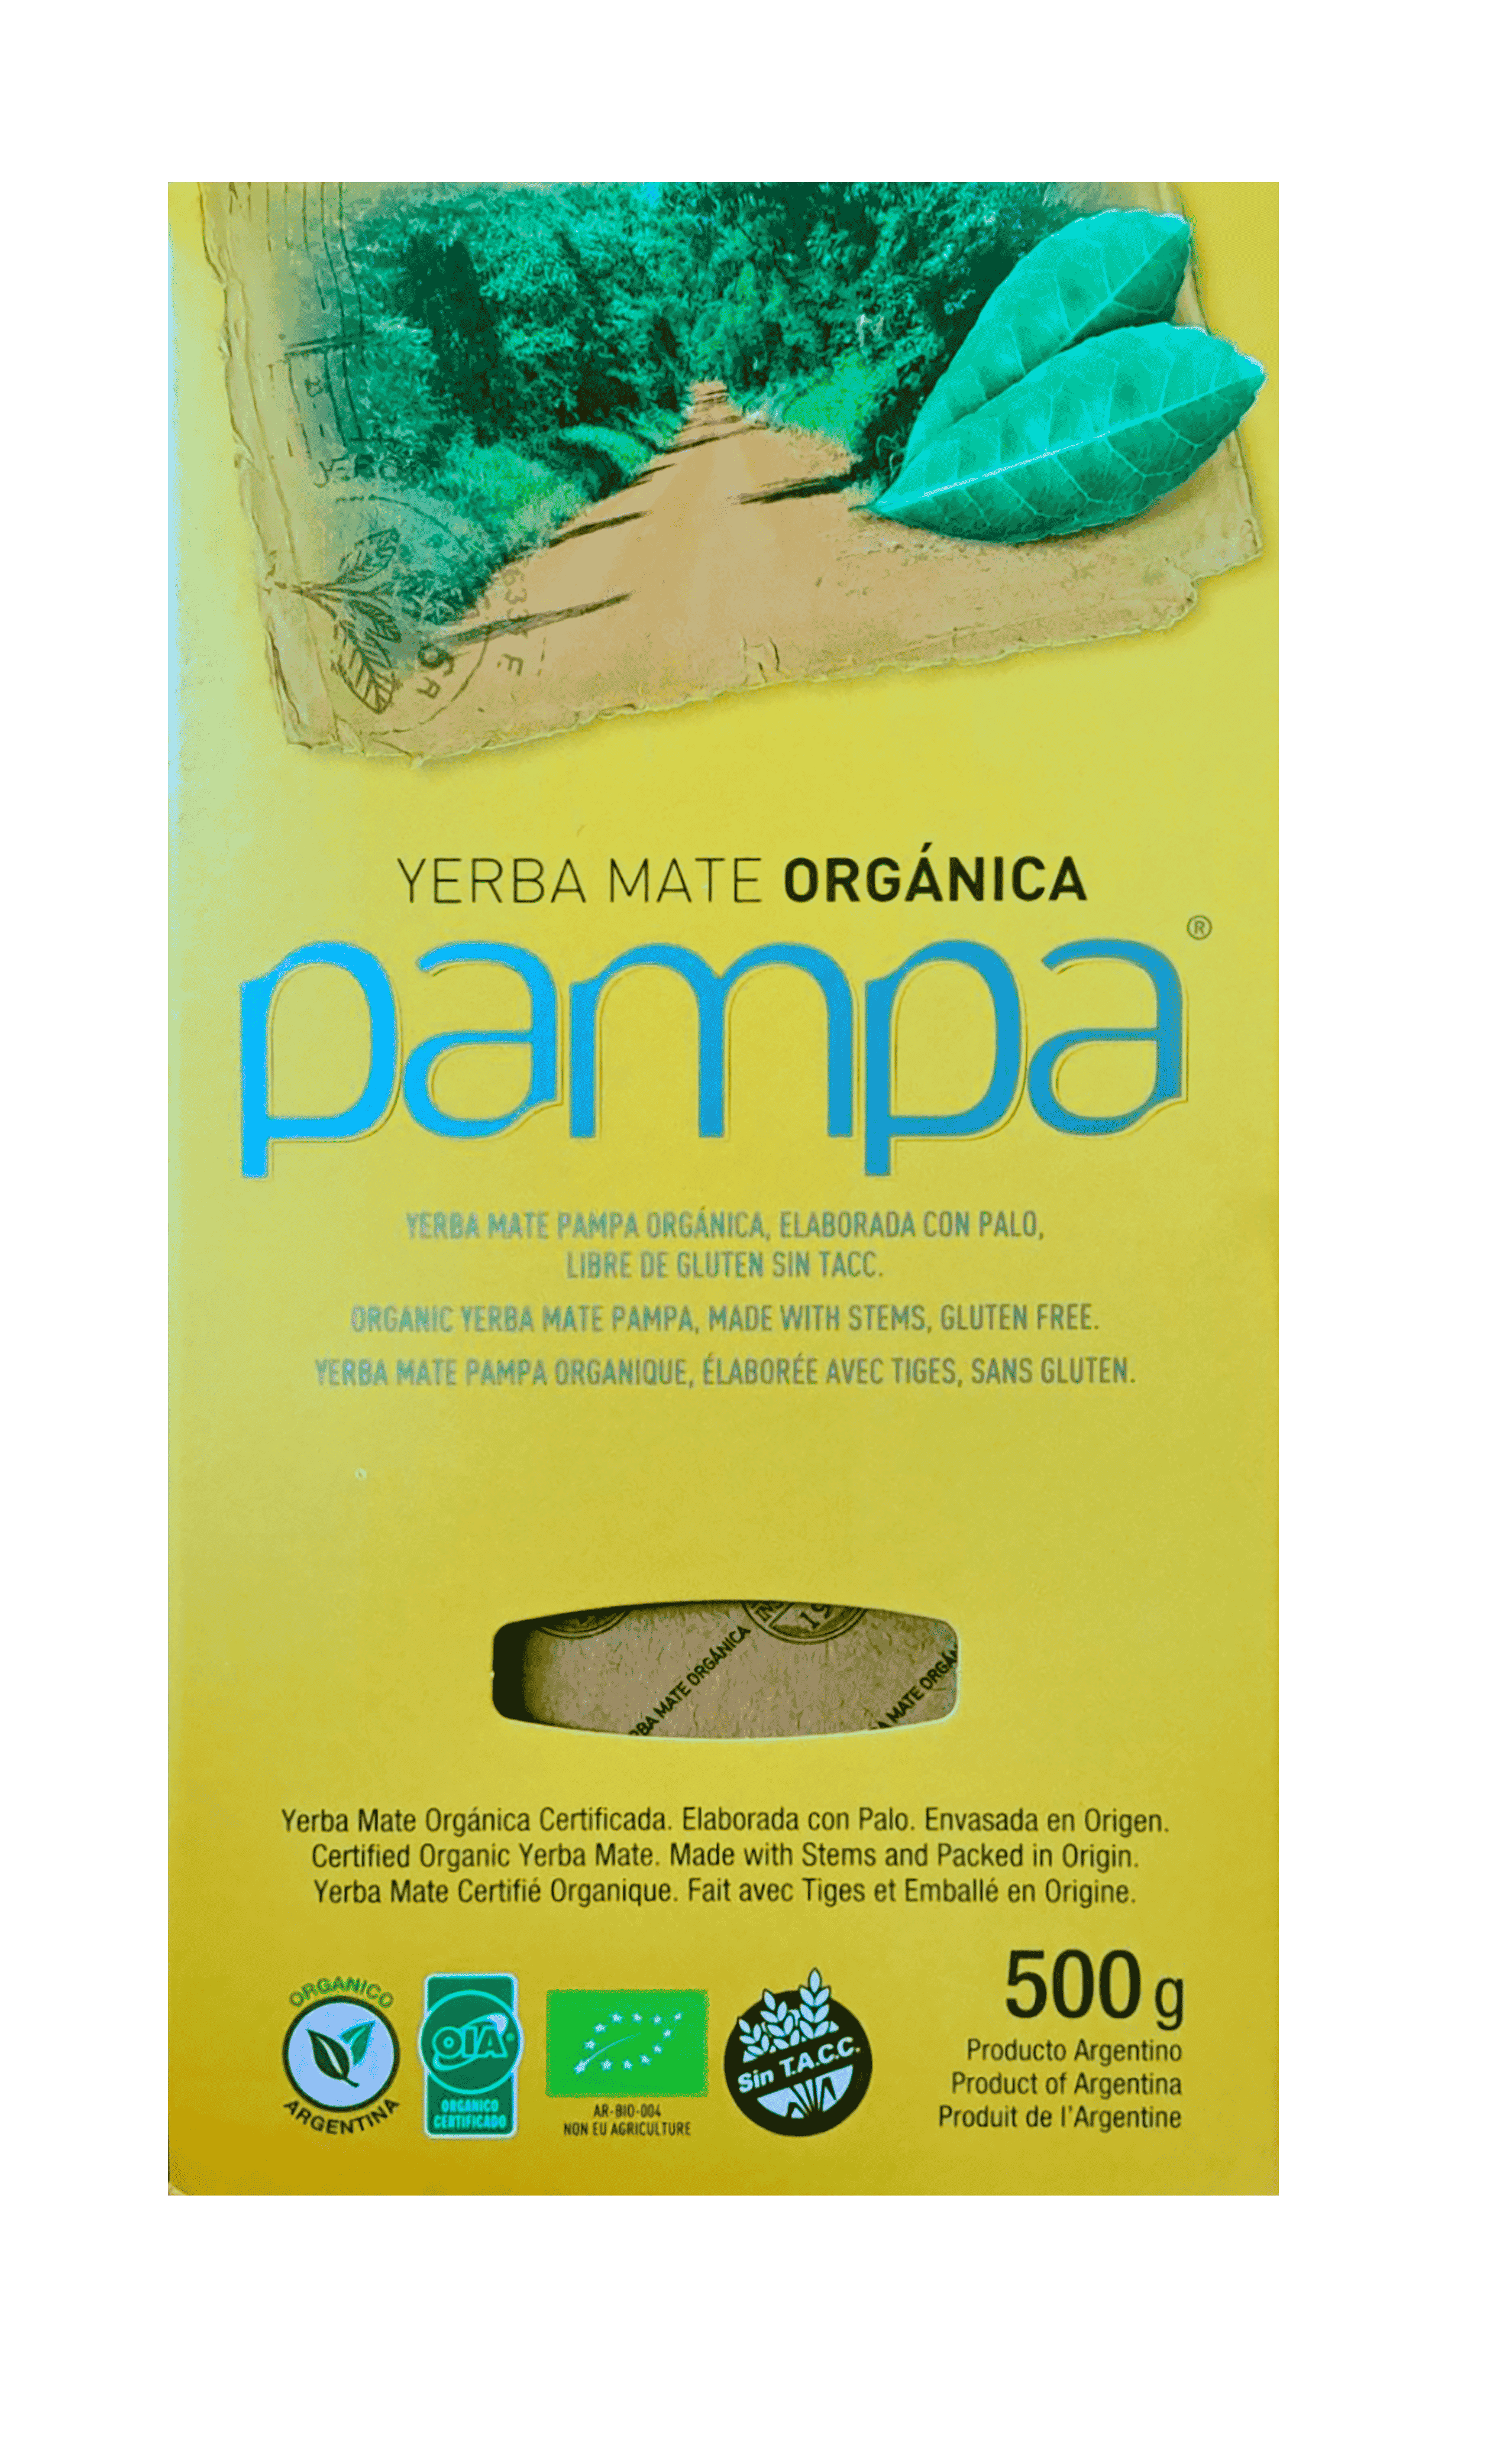 YERBA MATE ORGÁNICA
pampa®
YERBA MATE PAMPA ORGÁNICA, ELABORADA CON PALO,
LIBRE DE GLUTEN SIN TACC.
ORGANIC YERBA MATE PAMPA, MADE WITH STEMS, GLUTEN FREE.
YERBA MATE PAMPA ORGANIQUE, ÉLABORÉE AVEC TIGES, SANS GLUTEN.
MATE ORGÁNICA
MATE
Yerba Mate Orgánica Certificada. Elaborada con Palo. Envasada en Origen.
Certified Organic Yerba Mate. Made with Stems and Packed in Origin.
Yerba Mate Certifié Organique. Fait avec Tiges et Emballé en Origine.
ORGANICO
ARGENTINA
OIA
ORGANICO
CERTIFICADO
AR-BIO-004
NON EU AGRICULTURE
Sin T.A.C.C.
500 g
Producto Argentino
Product of Argentina
Produit de l'Argentine